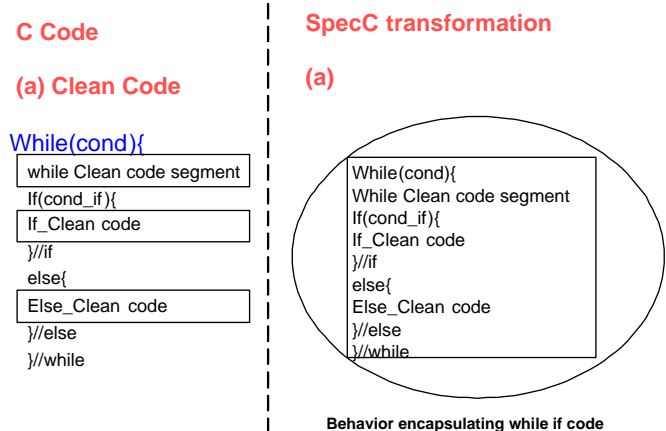 C Code
(a) Clean Code
While(cond){
while Clean code segment
If(cond_if){
If_Clean code
}//if
else{
Else_Clean code
}//else
}//while
SpecC transformation
(a)
While(cond){
While Clean code segment
If(cond_if){
If_Clean code
}//if
else{
Else_Clean code
}//else
}//while
Behavior encapsulating while if code